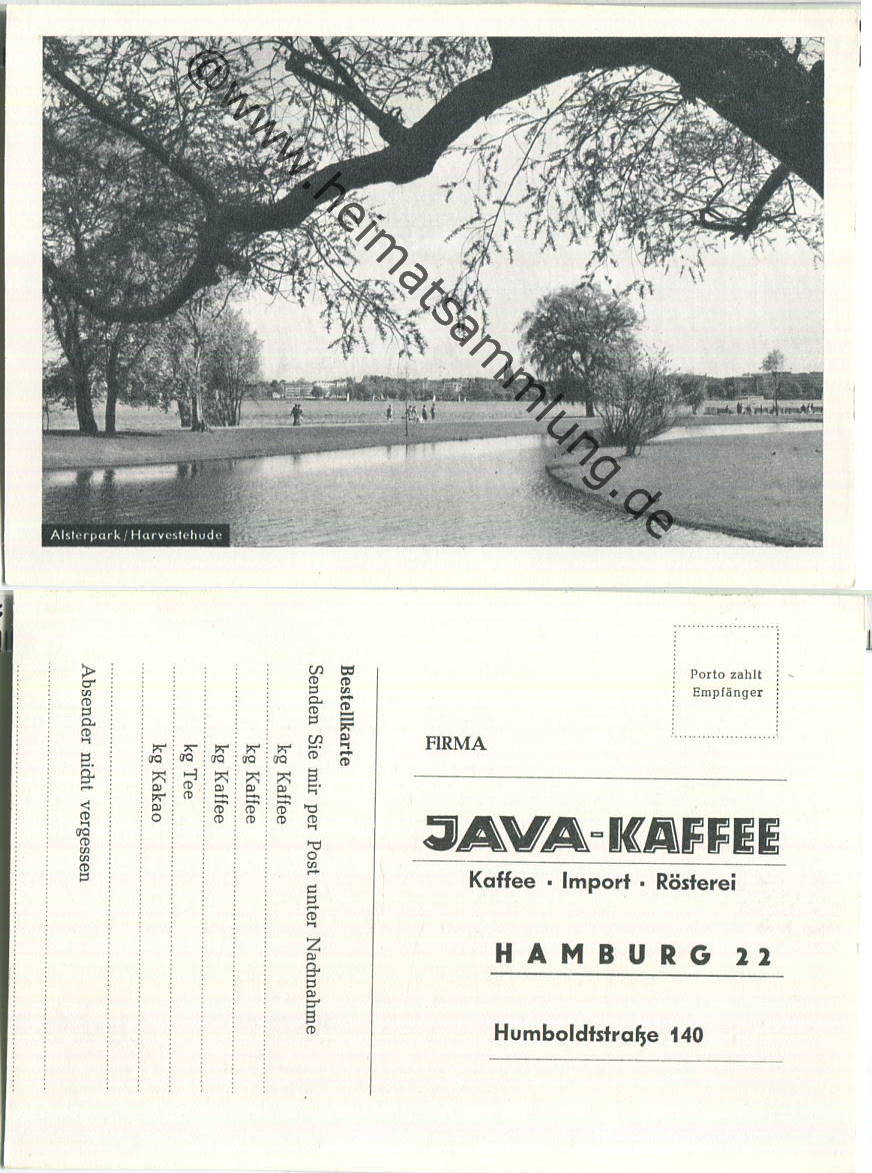 ©www.heimatsammlung.de
Alsterpark/Harvestehude
Bestellkarte
Senden Sie mir per Post unter Nachnahme
kg Kaffee
kg Kaffee
kg Kaffee
kg Tee
kg Kakao
Absender nicht vergessen
Porto zahlt
Empfänger
FIRMA
JAVA-KAFFEE
Kaffee · Import · Rösterei
HAMBURG 22
Humboldtstraße 140